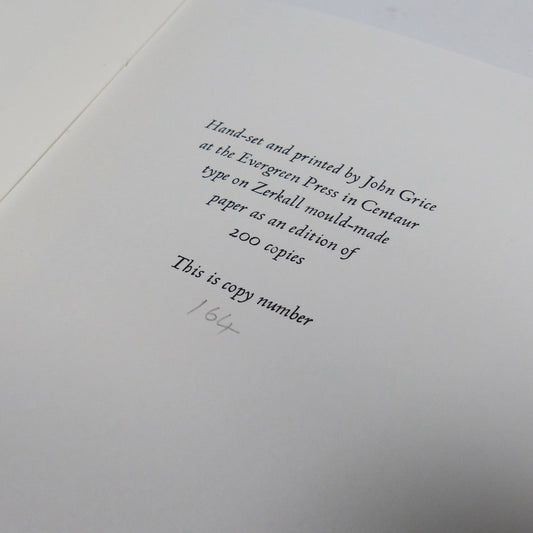 Hand-set and printed by John Grice
at the Evergreen Press in Centaur
type on Zerkall mould-made
paper as an edition of
200 copies
This is copy number
164